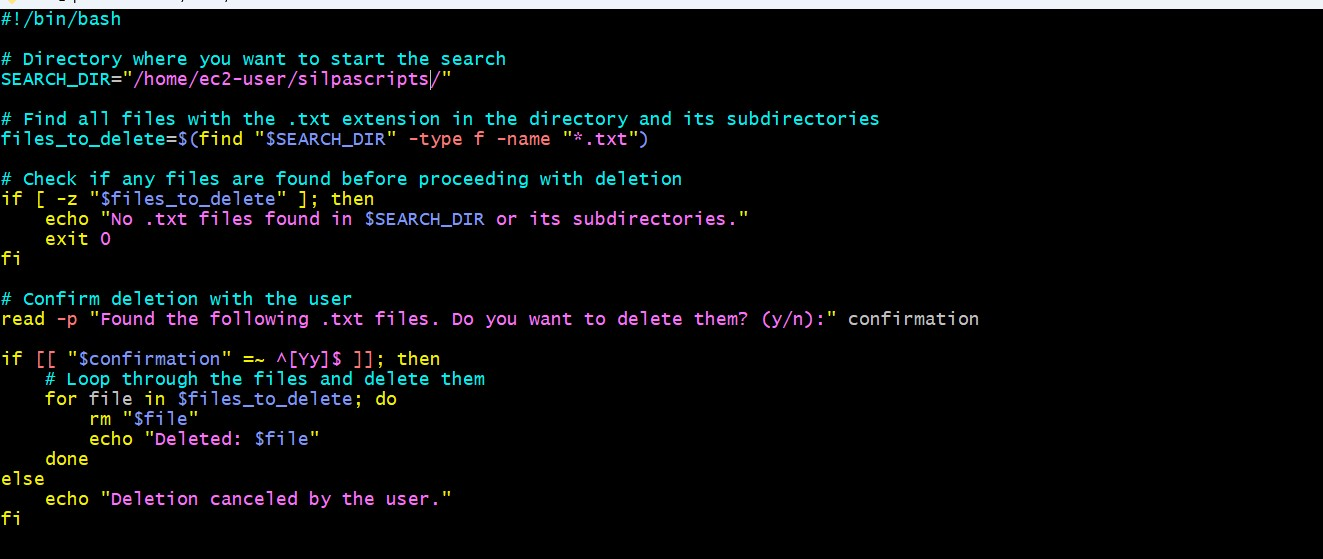 #!/bin/bash
# Directory where you want to start the search
SEARCH_DIR="/home/ec2-user/silpascripts/"
# Find all files with the .txt extension in the directory and its subdirectories
files_to_delete=$(find "$SEARCH_DIR" -type f -name "*.txt")
# Check if any files are found before proceeding with deletion
if [ -z "$files_to_delete" ]; then
    echo "No .txt files found in $SEARCH_DIR or its subdirectories."
    exit 0
fi
# Confirm deletion with the user
read -p "Found the following .txt files. Do you want to delete them? (y/n):" confirmation
if [[ "$confirmation" =~ ^[Yy]$ ]]; then
    # Loop through the files and delete them
    for file in $files_to_delete; do
        rm "$file"
        echo "Deleted: $file"
    done
else
    echo "Deletion canceled by the user."
fi